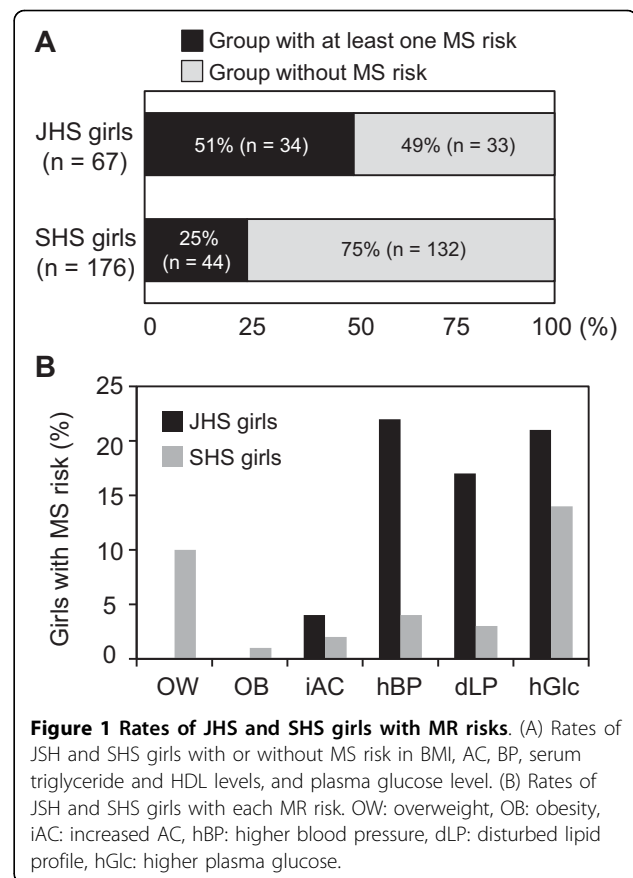 A
Group with at least one MS risk
Group without MS risk
JHS girls
(n = 67)
51% (n = 34)
49% (n = 33)
SHS girls
(n = 176)
25%
(n = 44)
75% (n = 132)
0 25 50 75 100 (%)
B
Girls with MS risk (%)
25
20
15
10
5
0
JHS girls
SHS girls
OW OB iAC hBP dLP hGlc
Figure 1 Rates of JHS and SHS girls with MR risks. (A) Rates of
JSH and SHS girls with or without MS risk in BMI, AC, BP, serum
triglyceride and HDL levels, and plasma glucose level. (B) Rates of
JSH and SHS girls with each MR risk. OW: overweight, OB: obesity,
iAC: increased AC, hBP: higher blood pressure, dLP: disturbed lipid
profile, hGlc: higher plasma glucose.